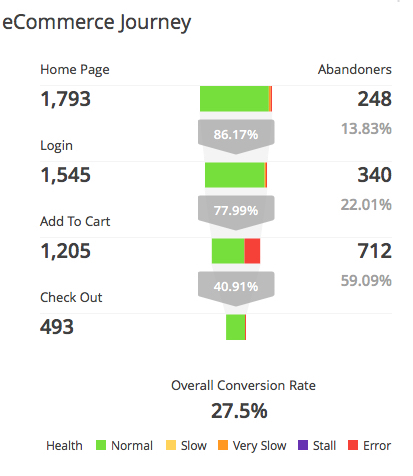 eCommerce Journey
Home Page Abandoners
1,793 248
86.17% 13.83%
Login
1,545 340
77.99% 22.01%
Add To Cart
1,205 712
40.91% 59.09%
Check Out
493
Overall Conversion Rate
27.5%
Health Normal Slow Very Slow Stall Error